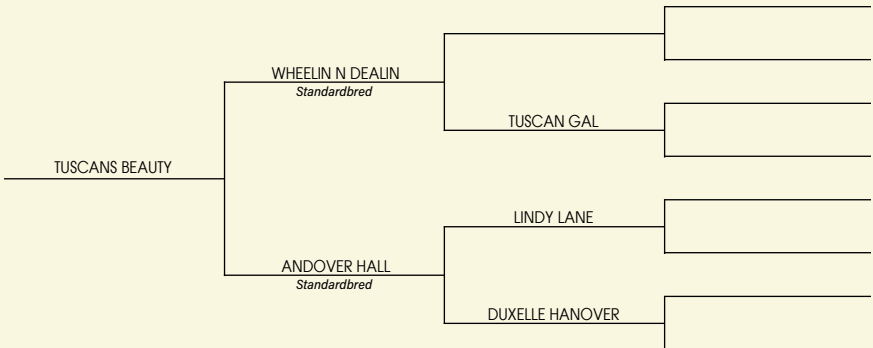 WHEELIN N DEALIN
Standardbred
TUSCAN GAL
TUSCANS BEAUTY
LINDY LANE
ANDOVER HALL
Standardbred
DUXELLE HANOVER